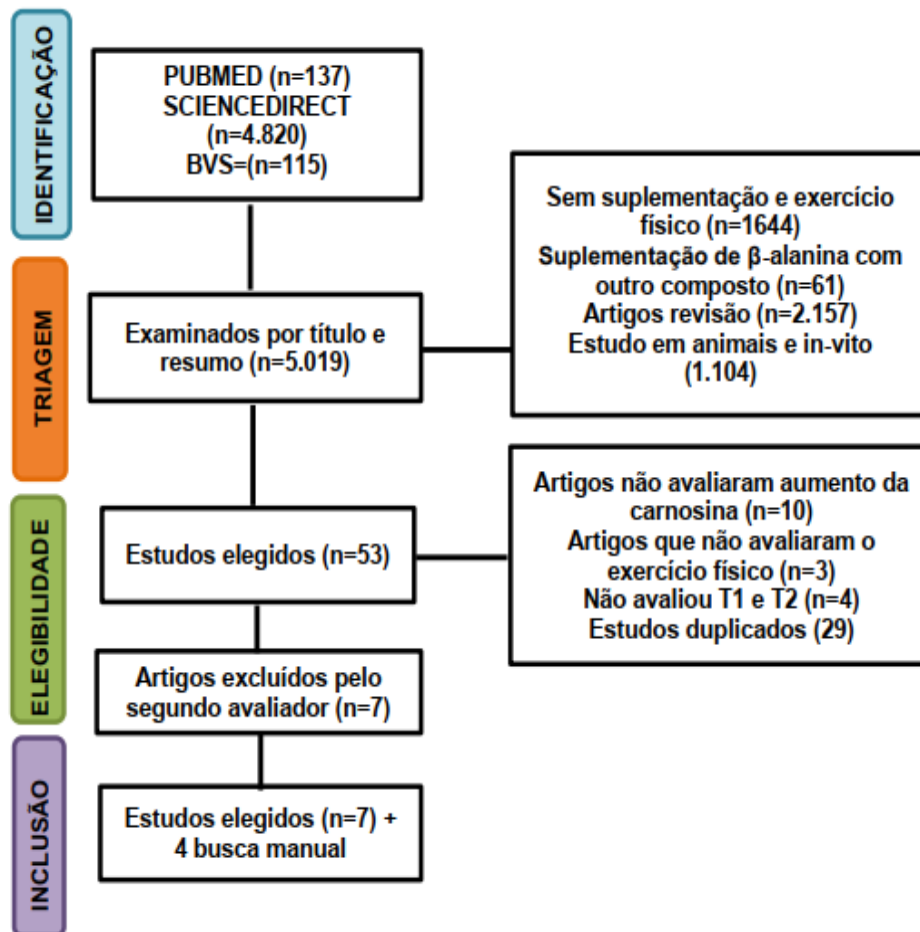 IDENTIFICAÇÃO
PUBMED (n=137)
SCIENCEDIRECT
(n=4.820)
BVS=(n=115)
Sem suplementação e exercício
físico (n=1644)
Suplementação de β-alanina com
outro composto (n=61)
Artigos revisão (n=2.157)
Estudo em animais e in-vito
(1.104)
TRIAGEM
Examinados por título e
resumo (n=5.019)
ELEGIBILIDADE
Estudos elegidos (n=53)
Artigos não avaliaram aumento da
carnosina (n=10)
Artigos que não avaliaram o
exercício físico (n=3)
Não avaliou T1 e T2 (n=4)
Estudos duplicados (29)
Artigos excluídos pelo
segundo avaliador (n=7)
INCLUSÃO
Estudos elegidos (n=7) +
4 busca manual